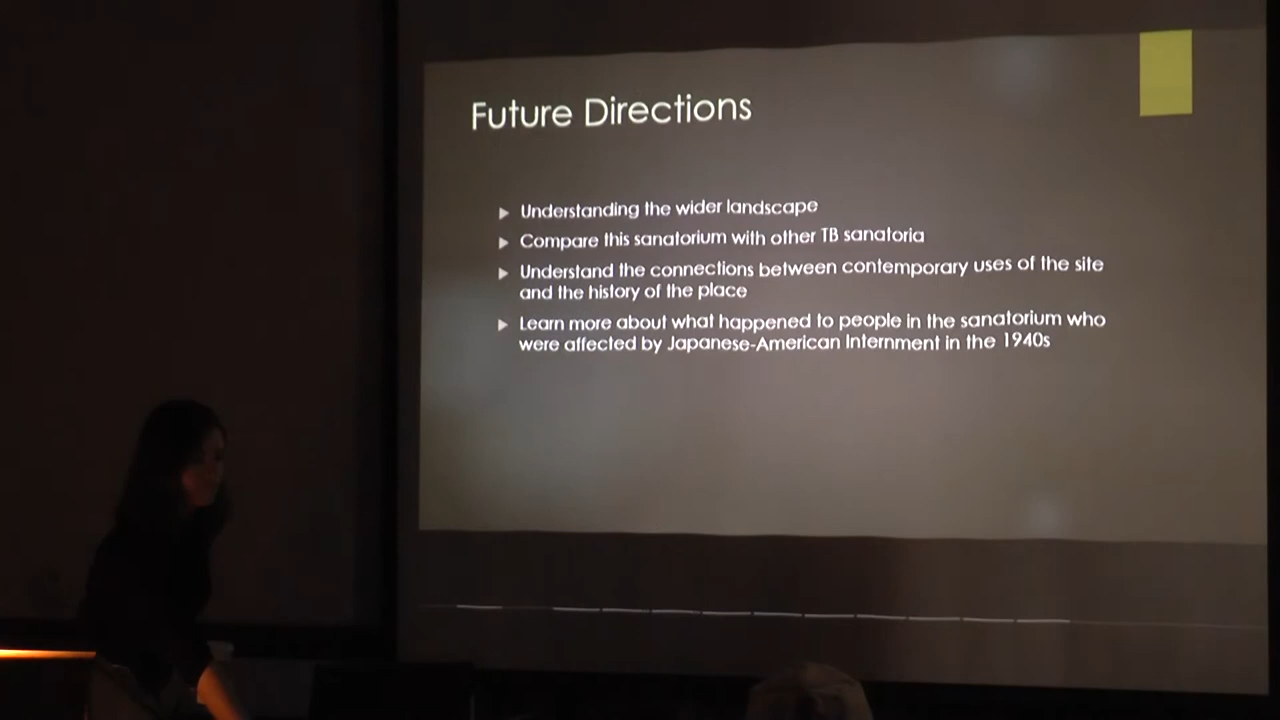 Future Directions
Understanding the wider landscape
Compare this sanatorium with other TB sanatoria
Understand the connections between contemporary uses of the site
and the history of the place
Learn more about what happened to people in the sanatorium who
were affected by Japanese-American Internment in the 1940s